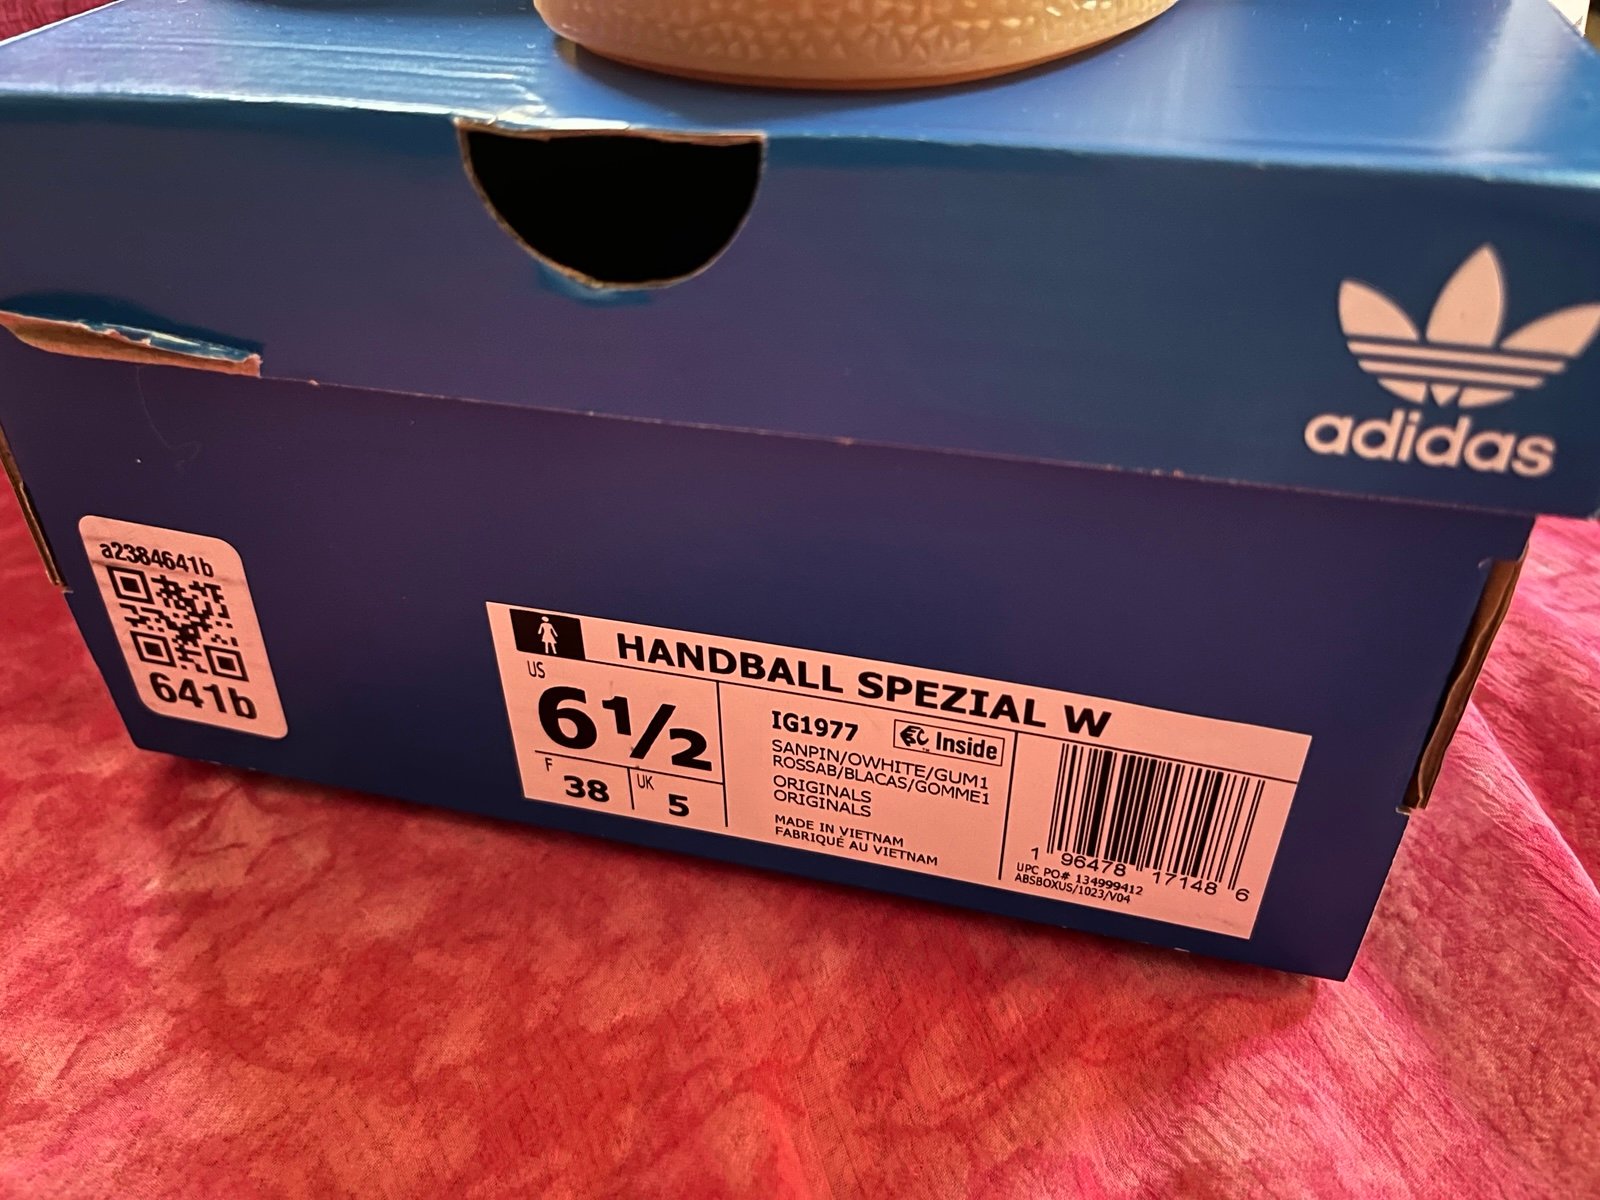 adidas
a2384641b
641b
HANDBALL SPEZIAL W
US
6½
F 38
UK 5
IG1977
EC Inside
SANPIN/OWHITE/GUM1
ROSSAB/BLACAS/GOMME1
ORIGINALS
ORIGINALS
MADE IN VIETNAM
FABRIQUÉ AU VIETNAM
1 96478 17148 6
UPC PO# 134999412
ABSBOXUS/1023/V04